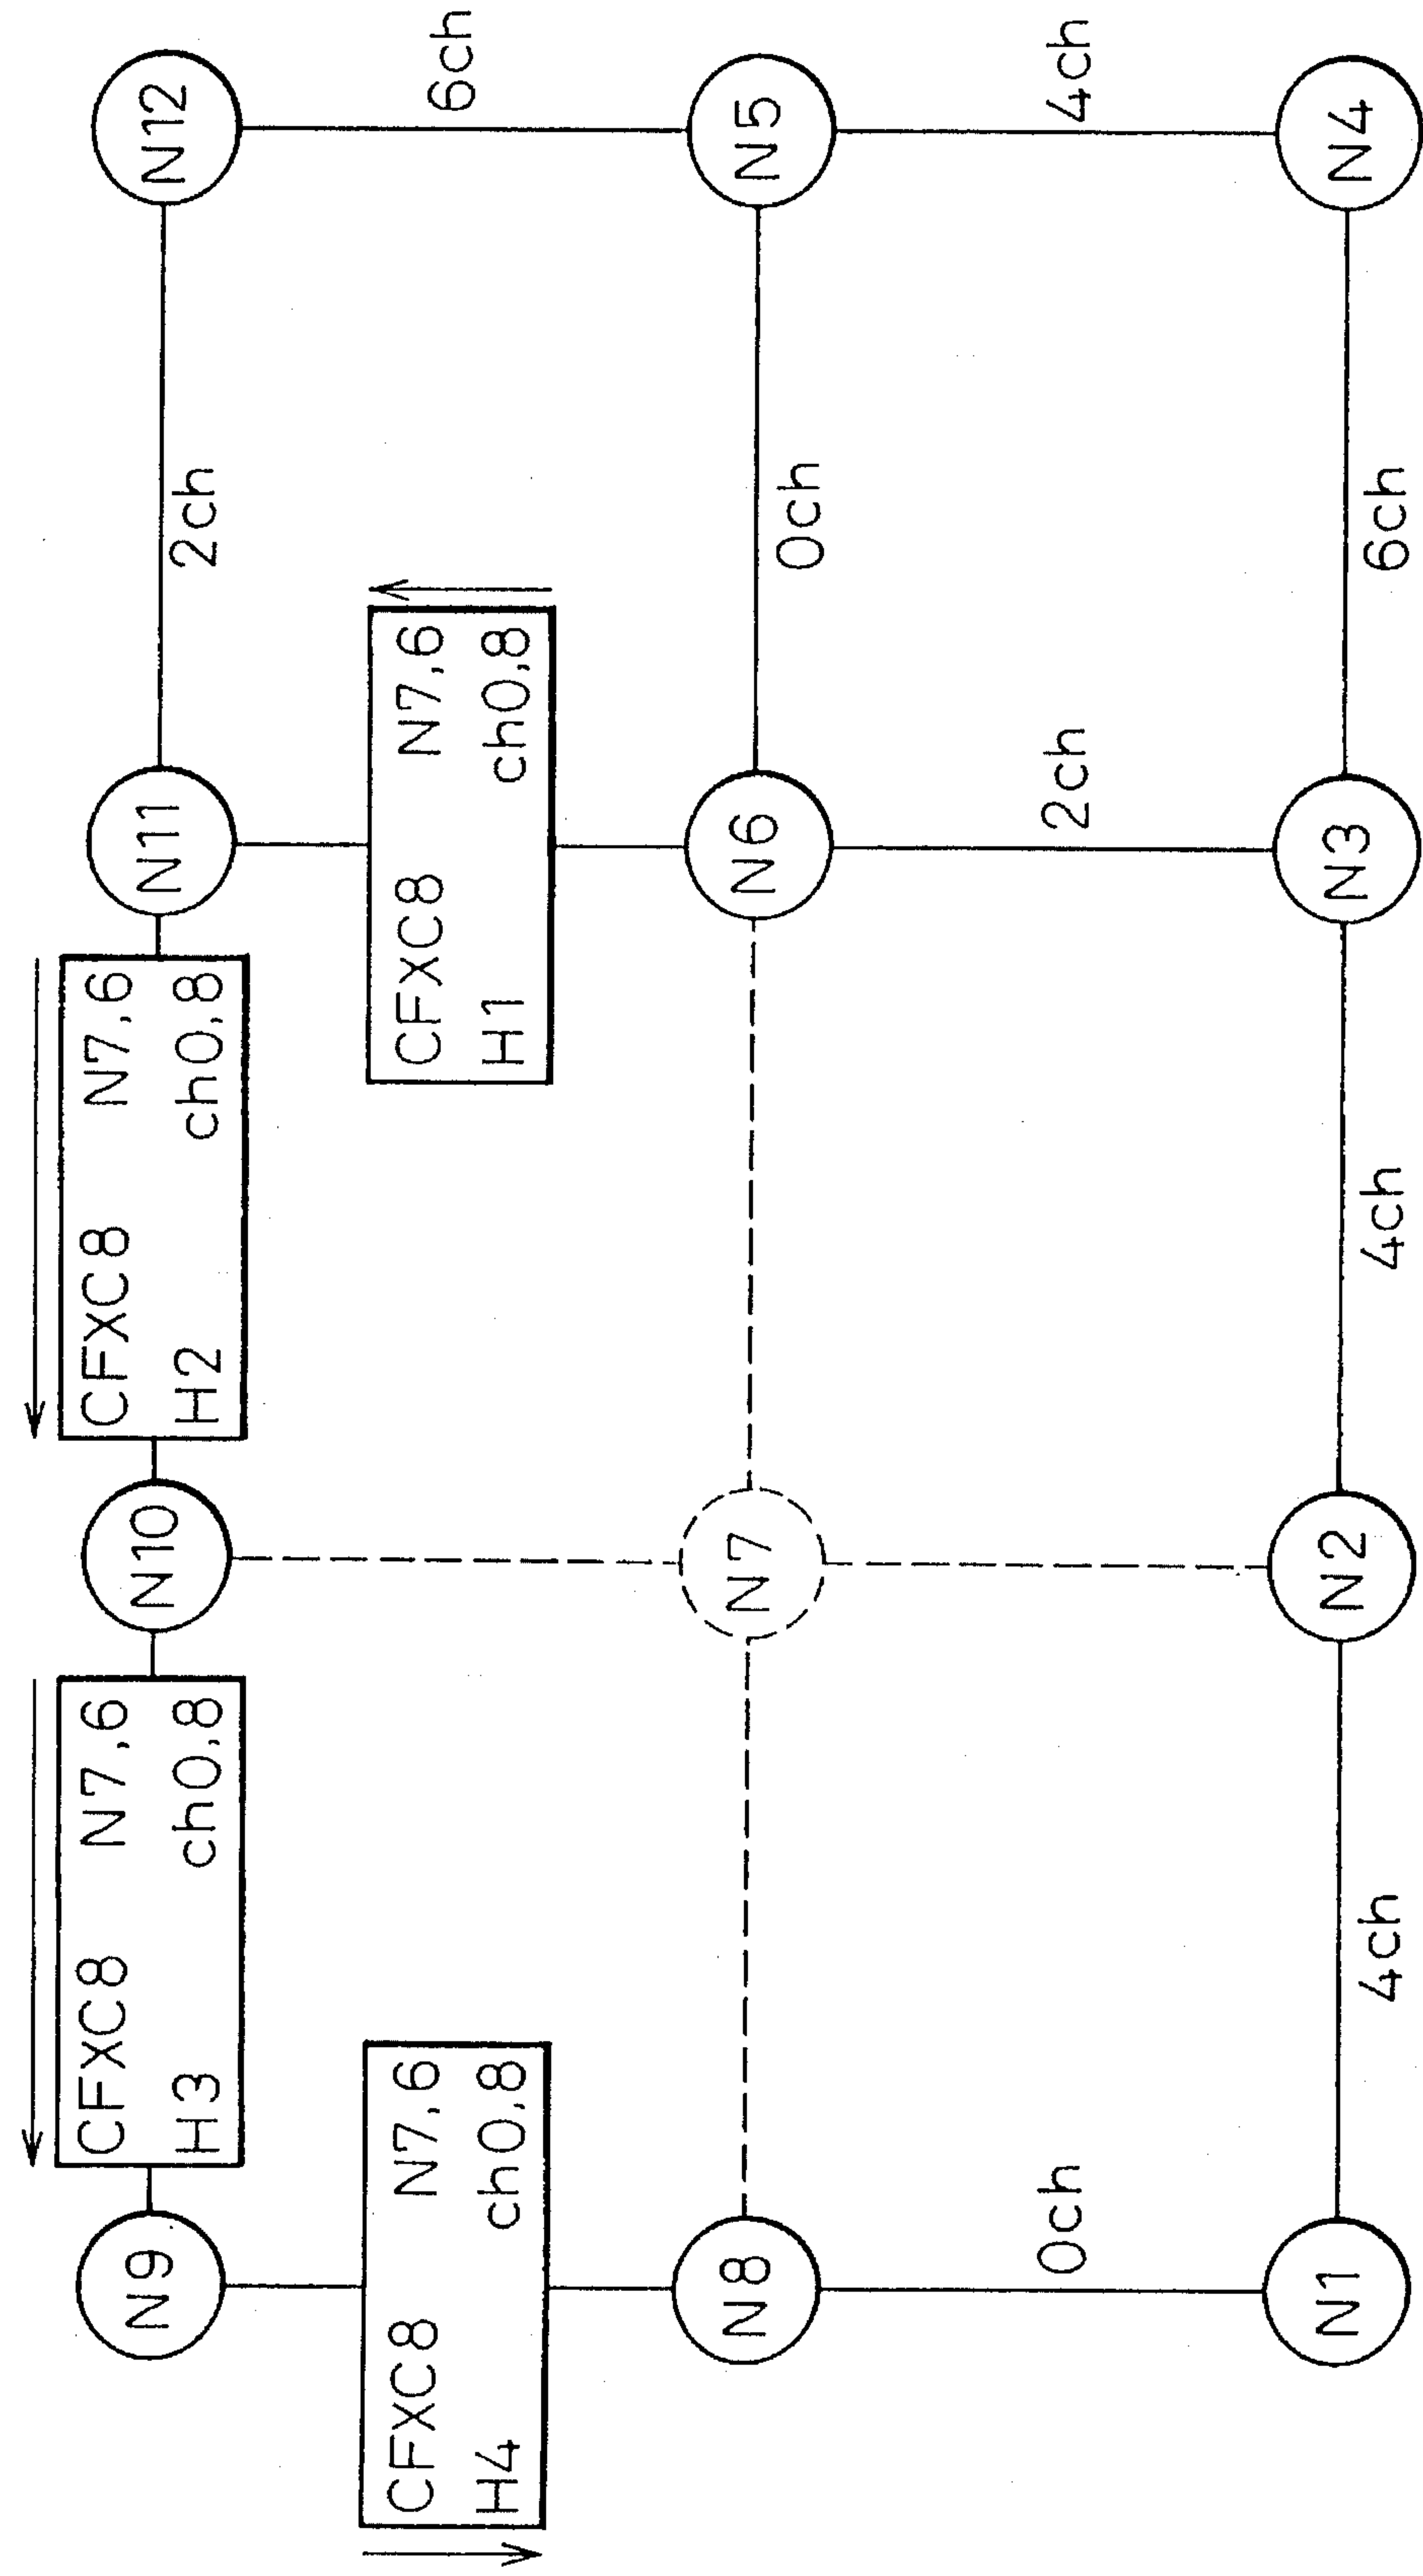 N9
CFXC8 N7,6
H3 ch0,8
N10
CFXC8 N7,6
H2 ch0,8
N11
2ch
N12
CFXC8 N7,6
H4 ch0,8
CFXC8 N7,6
H1 ch0,8
6ch
N8
N7
N6
0ch
N5
0ch
2ch
4ch
N1
4ch
N2
4ch
N3
6ch
N4